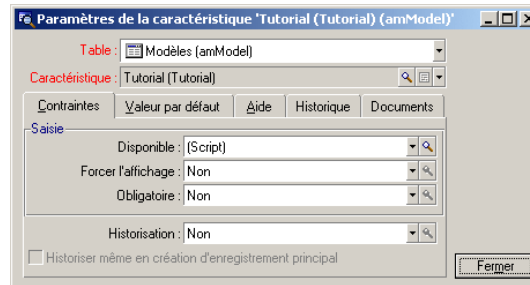 Paramètres de la caractéristique 'Tutorial (Tutorial) (amModel)'
Table : Modèles (amModel)
Caractéristique : Tutorial (Tutorial)
Contraintes Valeur par défaut Aide Historique Documents
Saisie
Disponible : (Script)
Forcer l'affichage : Non
Obligatoire : Non
Historisation : Non
Historiser même en création d'enregistrement principal
Fermer